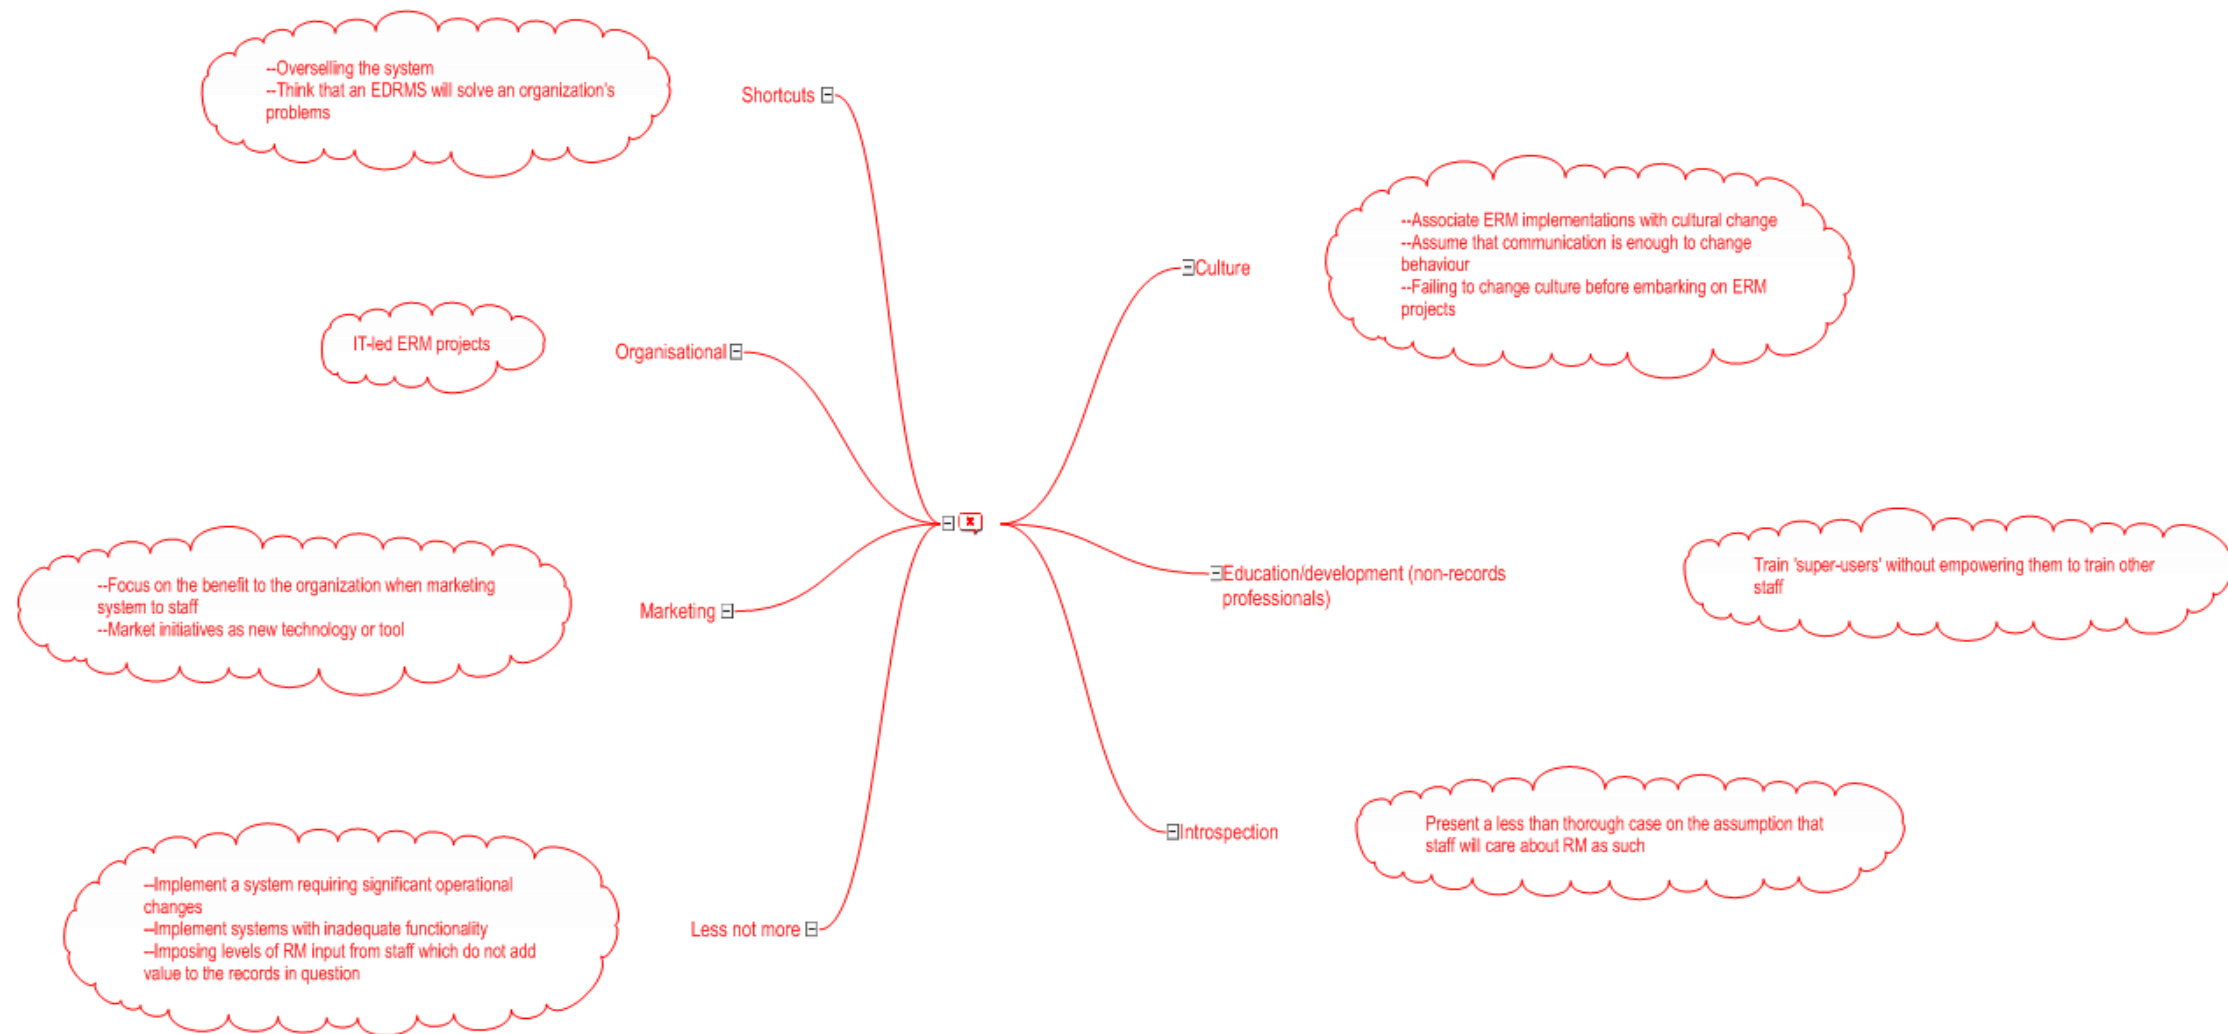 --Overselling the system
--Think that an EDRMS will solve an organization's
problems
Shortcuts
IT-led ERM projects
Organisational
--Focus on the benefit to the organization when marketing
system to staff
--Market initiatives as new technology or tool
Marketing
--Implement a system requiring significant operational
changes
--Implement systems with inadequate functionality
--Imposing levels of RM input from staff which do not add
value to the records in question
Less not more
Culture
--Associate ERM implementations with cultural change
--Assume that communication is enough to change
behaviour
--Failing to change culture before embarking on ERM
projects
Education/development (non-records
professionals)
Train 'super-users' without empowering them to train other
staff
Introspection
Present a less than thorough case on the assumption that
staff will care about RM as such